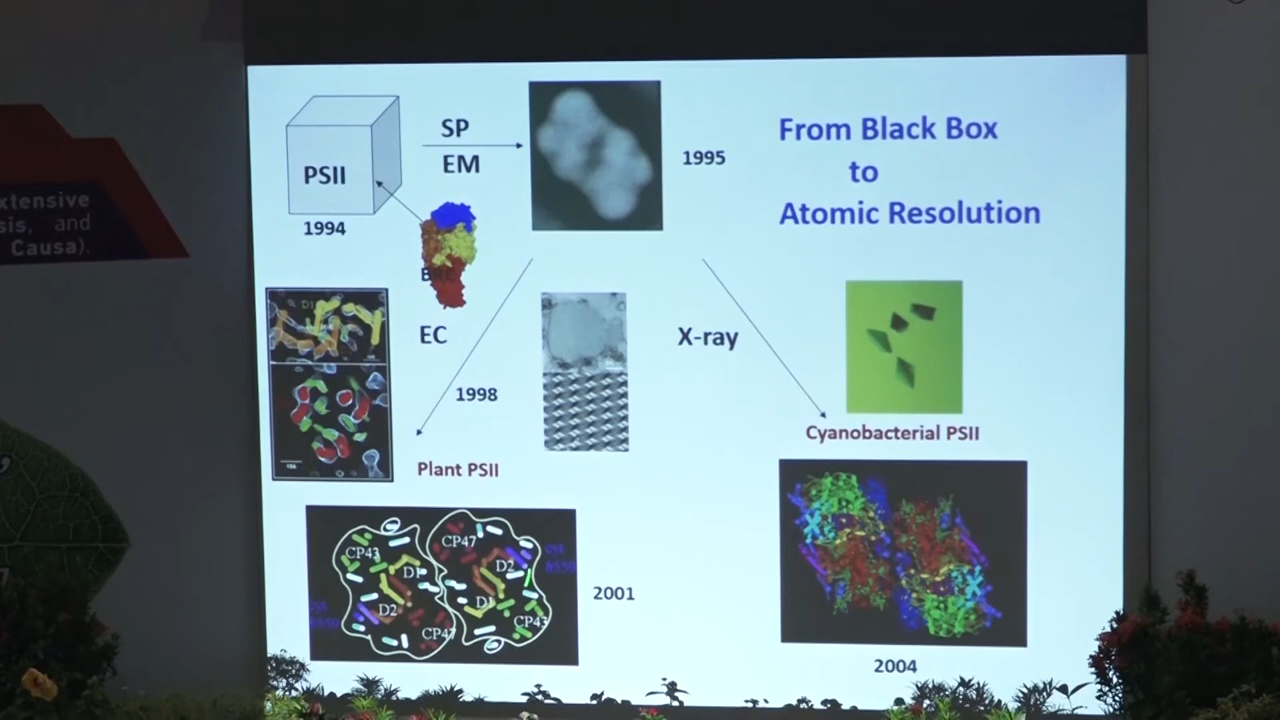 xtensive
sis, and
Causa).
PSII
1994
SP
EM
1995
From Black Box
to
Atomic Resolution
EC
1998
Plant PSII
X-ray
Cyanobacterial PSII
CP43
D1
D2
CP47
CP47
D2
D1
CP43
2001
2004